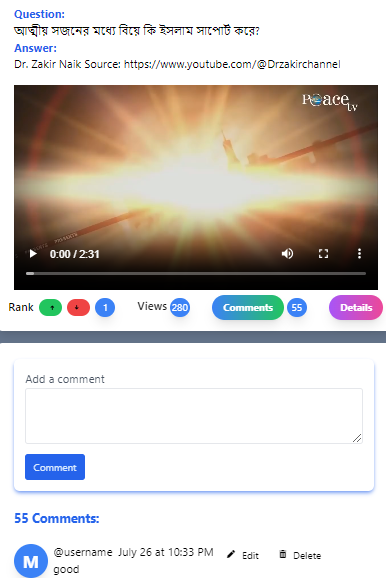 Question:
আত্মীয় সজনের মধ্যে বিয়ে কি ইসলাম সাপোর্ট করে?
Answer:
Dr. Zakir Naik Source: https://www.youtube.com/@Drzakirchannel
Peace tv
0:00 / 2:31
Rank 1 Views 280 Comments 55 Details
Add a comment
Comment
55 Comments:
M
@username July 26 at 10:33 PM Edit Delete
good